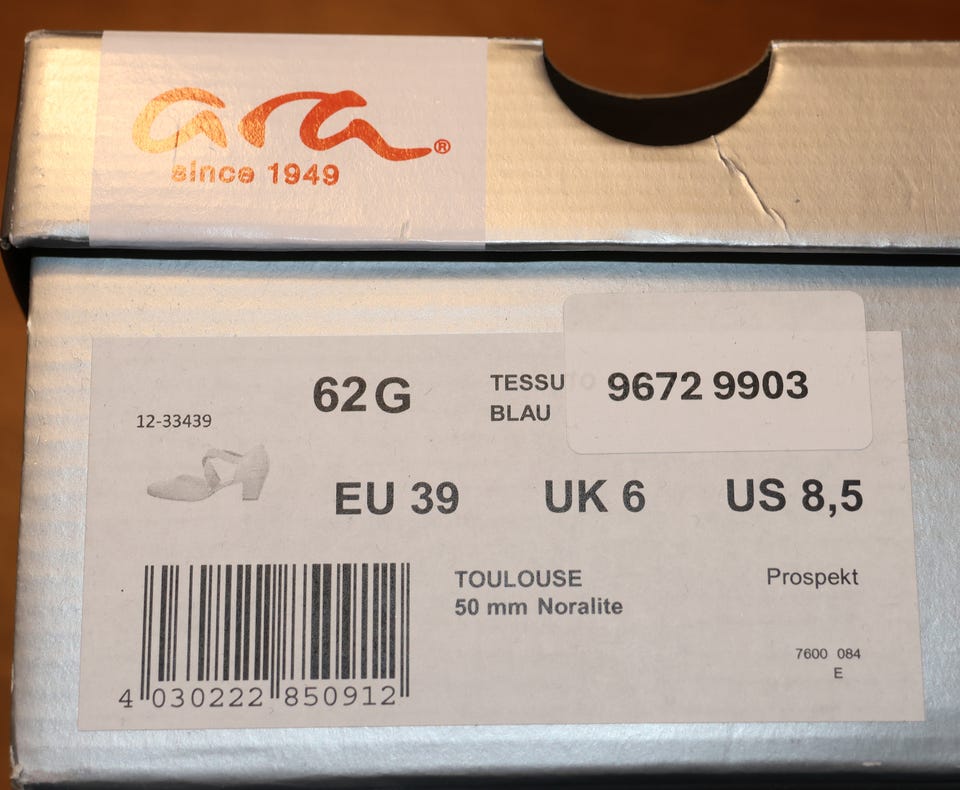 ara®
since 1949
62G
TESSU
BLAU
9672 9903
12-33439
EU 39 UK 6 US 8,5
TOULOUSE
50 mm Noralite
Prospekt
7600 084
E
4 030222 850912